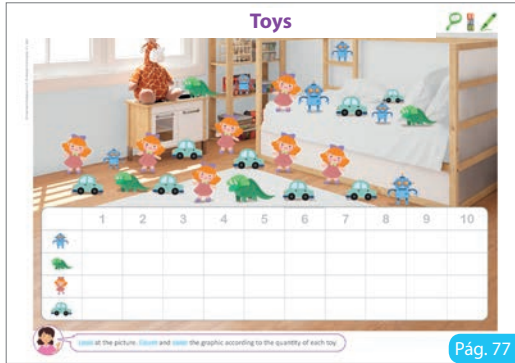 Toys
1 2 3 4 5 6 7 8 9 10
Look at the picture. Count and color the graphic according to the quantity of each toy.
Pág. 77